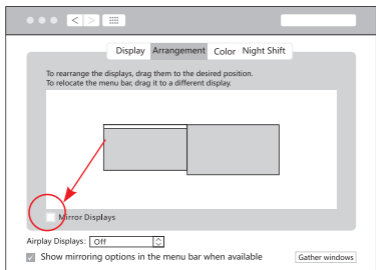 Display Arrangement Color Night Shift
To rearrange the displays, drag them to the desired position.
To relocate the menu bar, drag it to a different display.
Mirror Displays
Airplay Displays: Off
Show mirroring options in the menu bar when available
Gather windows